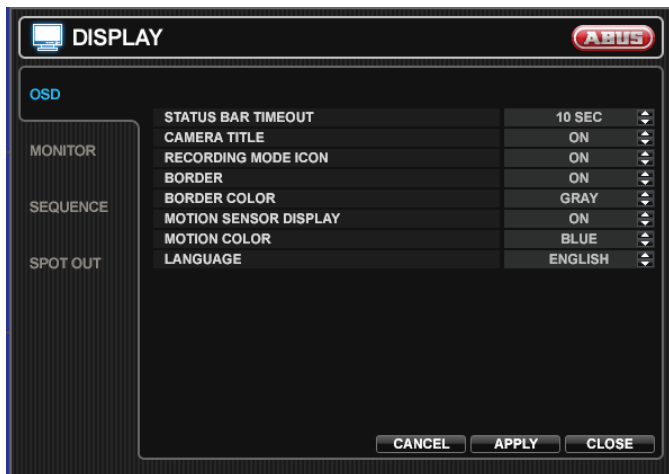 DISPLAY
ABUS
OSD
MONITOR
SEQUENCE
SPOT OUT
STATUS BAR TIMEOUT 10 SEC
CAMERA TITLE ON
RECORDING MODE ICON ON
BORDER ON
BORDER COLOR GRAY
MOTION SENSOR DISPLAY ON
MOTION COLOR BLUE
LANGUAGE ENGLISH
CANCEL APPLY CLOSE